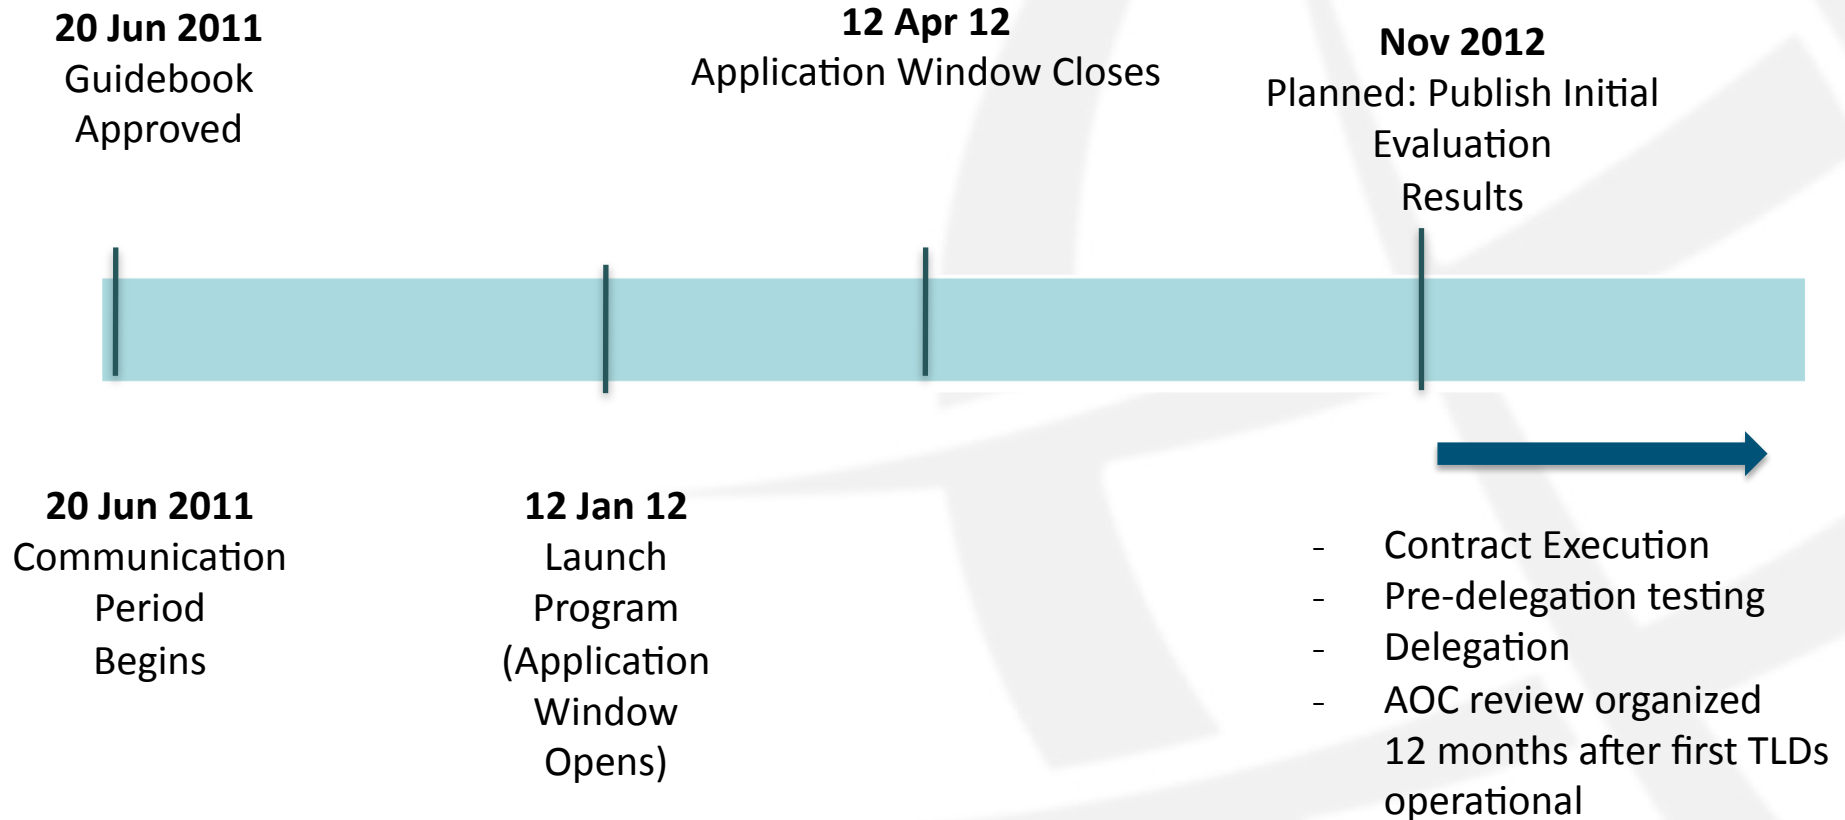 20 Jun 2011
Guidebook
Approved
12 Apr 12
Application Window Closes
Nov 2012
Planned: Publish Initial
Evaluation
Results
20 Jun 2011
Communication
Period
Begins
12 Jan 12
Launch
Program
(Application
Window
Opens)
- Contract Execution
- Pre-delegation testing
- Delegation
- AOC review organized
12 months after first TLDs
operational